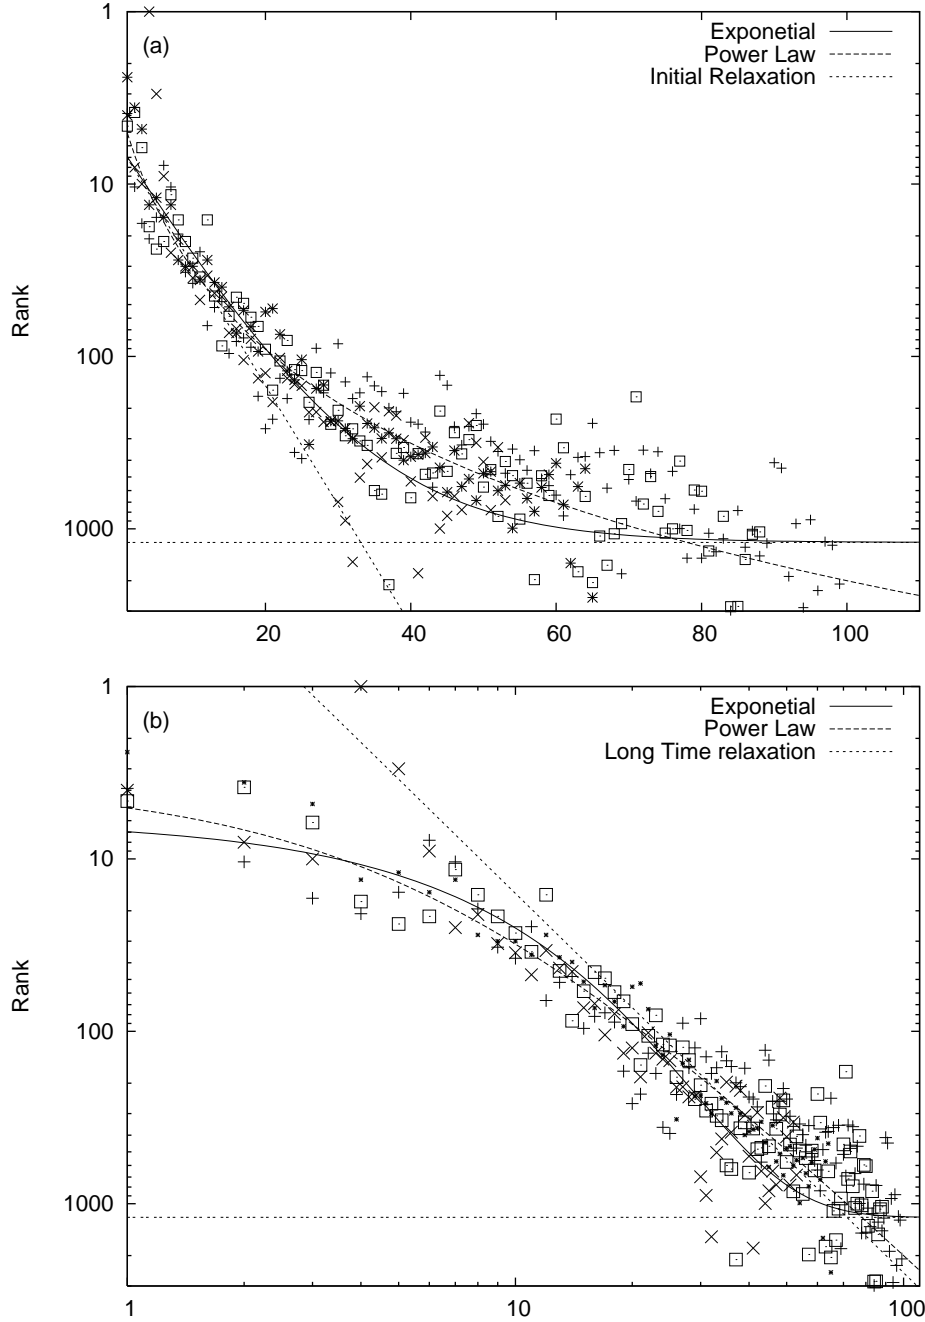 1
10
100
1000
Rank
(a)
Exponetial
Power Law
Initial Relaxation
20
40
60
80
100
1
10
100
1000
Rank
(b)
Exponetial
Power Law
Long Time relaxation
1
10
100